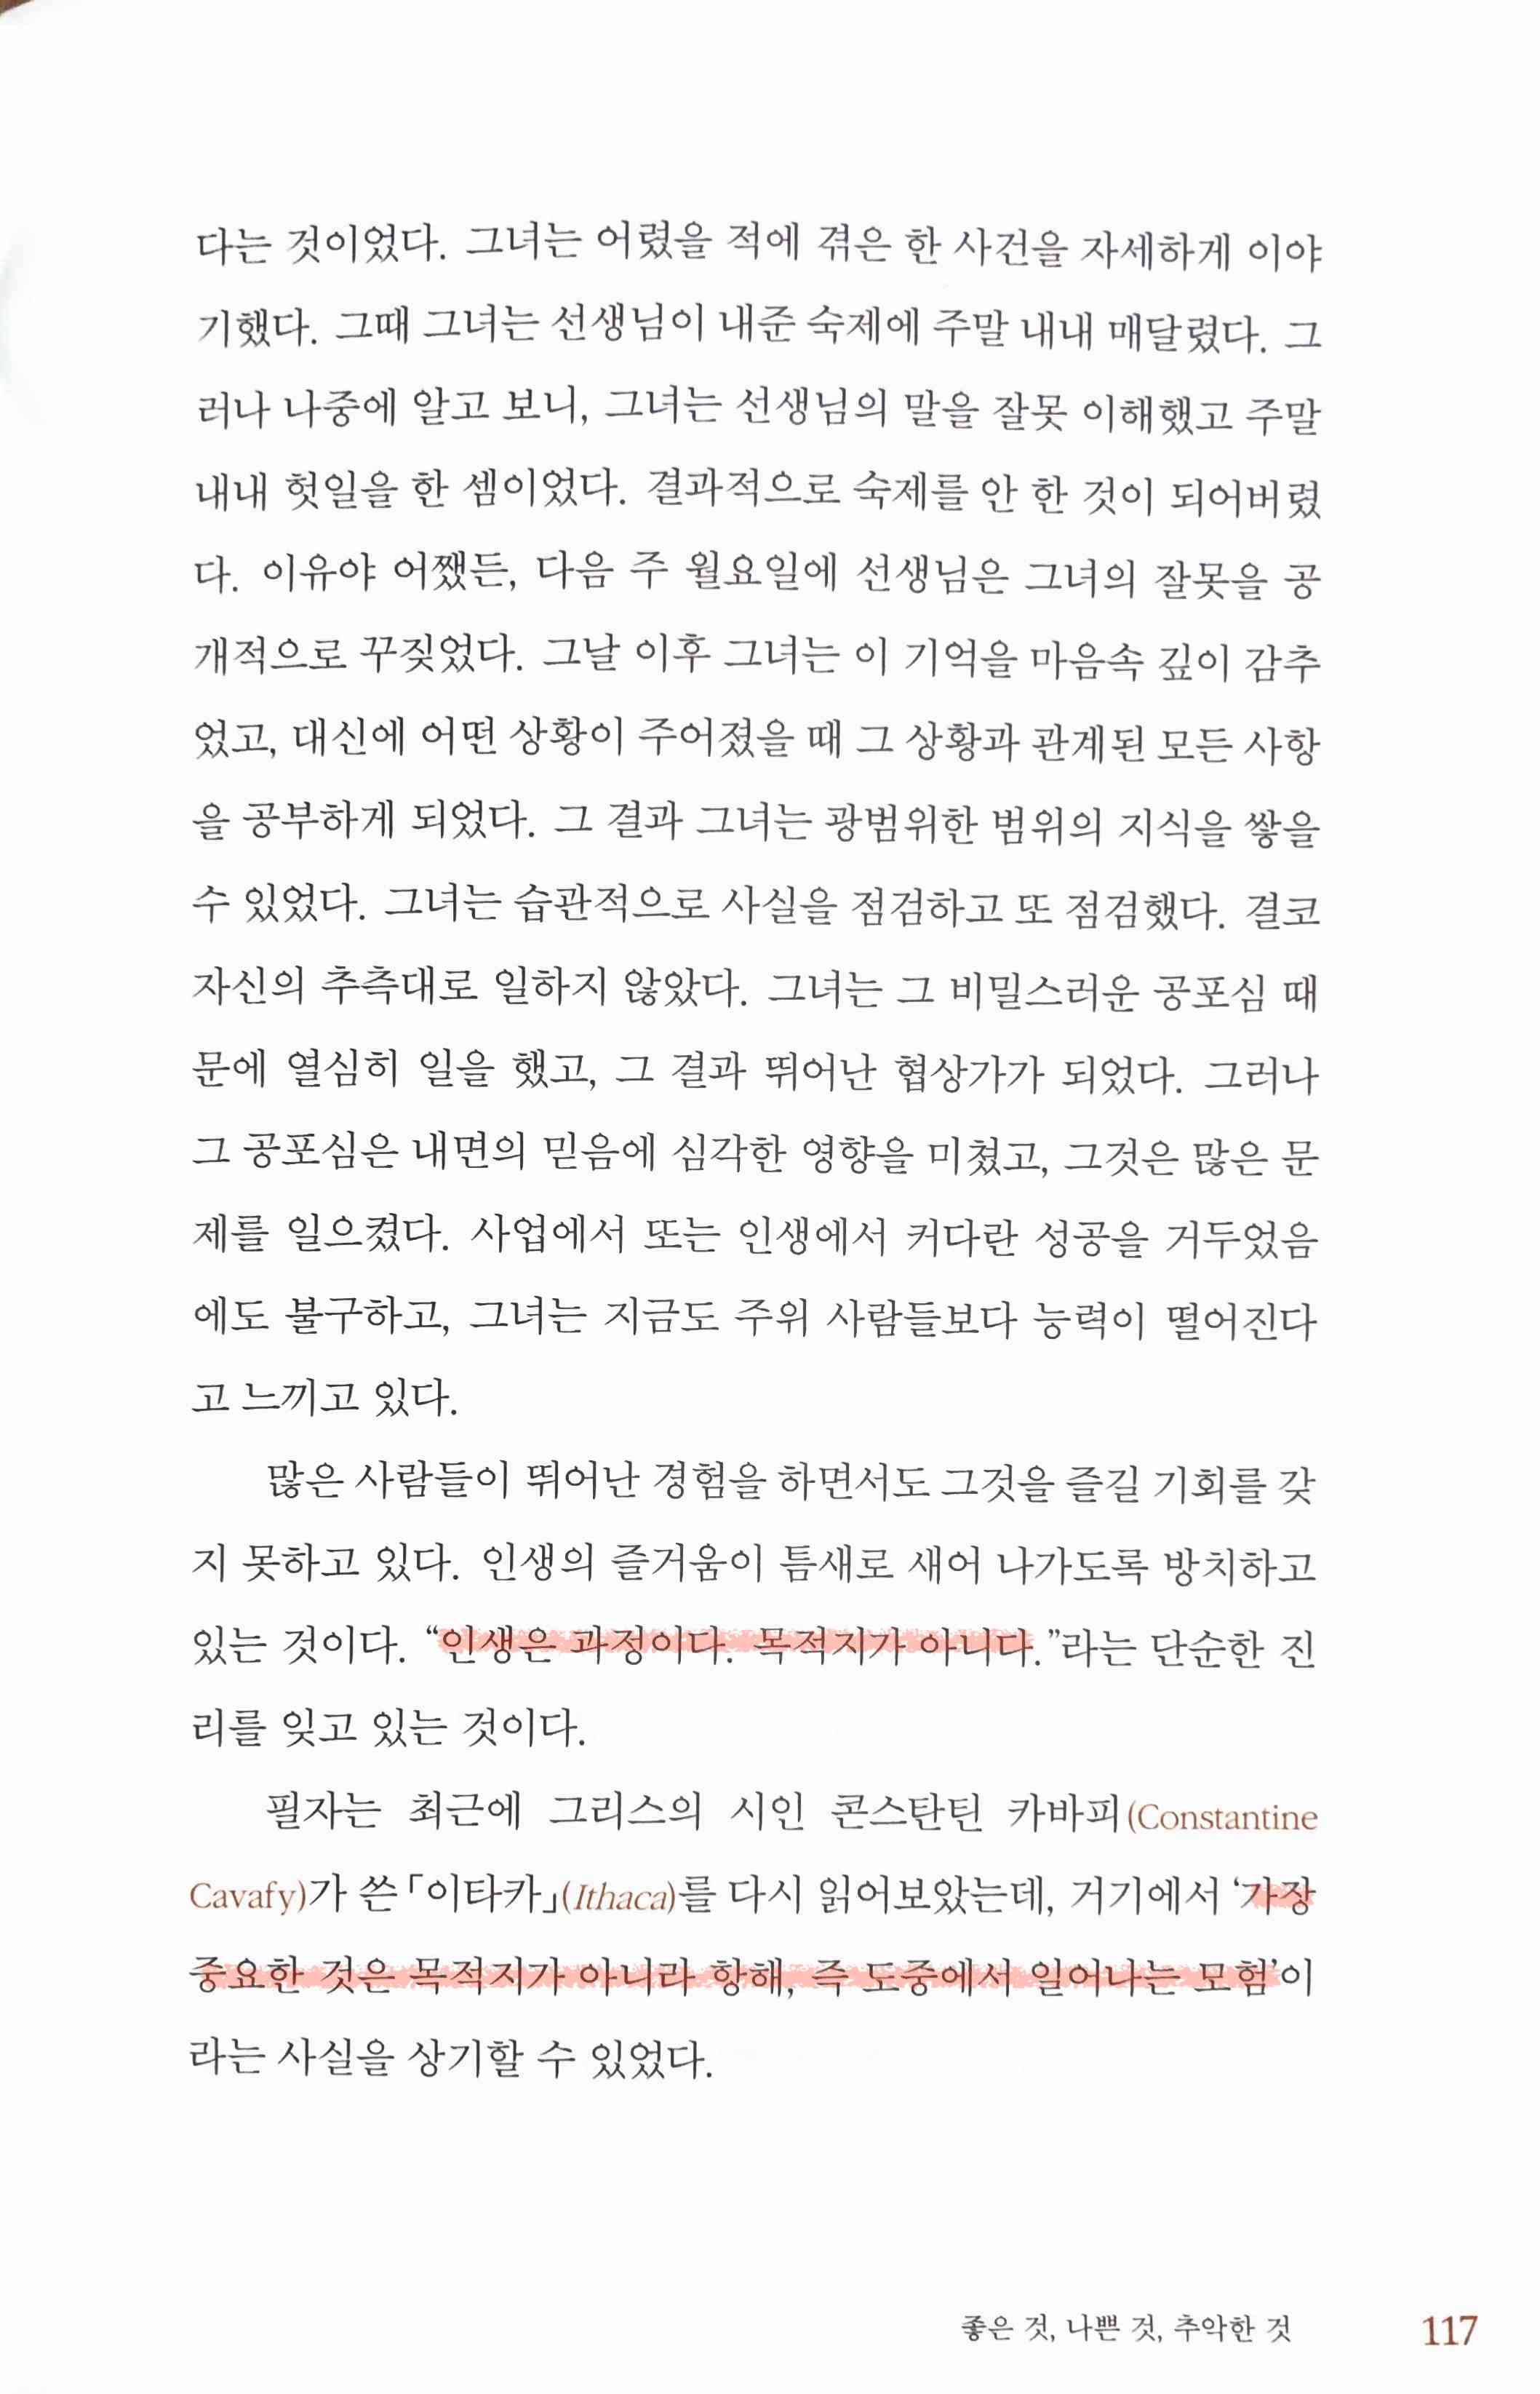 다는 것이었다. 그녀는 어렸을 적에 겪은 한 사건을 자세하게 이야
기했다. 그때 그녀는 선생님이 내준 숙제에 주말 내내 매달렸다. 그
러나 나중에 알고 보니, 그녀는 선생님의 말을 잘못 이해했고 주말
내내 헛일을 한 셈이었다. 결과적으로 숙제를 안 한 것이 되어버렸
다. 이유야 어쨌든, 다음 주 월요일에 선생님은 그녀의 잘못을 공
개적으로 꾸짖었다. 그날 이후 그녀는 이 기억을 마음속 깊이 감추
었고, 대신에 어떤 상황이 주어졌을 때 그 상황과 관계된 모든 사항
을 공부하게 되었다. 그 결과 그녀는 광범위한 범위의 지식을 쌓을
수 있었다. 그녀는 습관적으로 사실을 점검하고 또 점검했다. 결코
자신의 추측대로 일하지 않았다. 그녀는 그 비밀스러운 공포심 때
문에 열심히 일을 했고, 그 결과 뛰어난 협상가가 되었다. 그러나
그 공포심은 내면의 믿음에 심각한 영향을 미쳤고, 그것은 많은 문
제를 일으켰다. 사업에서 또는 인생에서 커다란 성공을 거두었음
에도 불구하고, 그녀는 지금도 주위 사람들보다 능력이 떨어진다
고 느끼고 있다.
많은 사람들이 뛰어난 경험을 하면서도 그것을 즐길 기회를 갖
지 못하고 있다. 인생의 즐거움이 틈새로 새어 나가도록 방치하고
있는 것이다. “인생은 과정이다. 목적지가 아니다.”라는 단순한 진
리를 잊고 있는 것이다.
필자는 최근에 그리스의 시인 콘스탄틴 카바피(Constantine
Cavafy)가 쓴 「이타카」(Ithaca)를 다시 읽어보았는데, 거기에서 ‘가장
중요한 것은 목적지가 아니라 항해, 즉 도중에서 일어나는 모험’이
라는 사실을 상기할 수 있었다.
좋은 것, 나쁜 것, 추악한 것 117